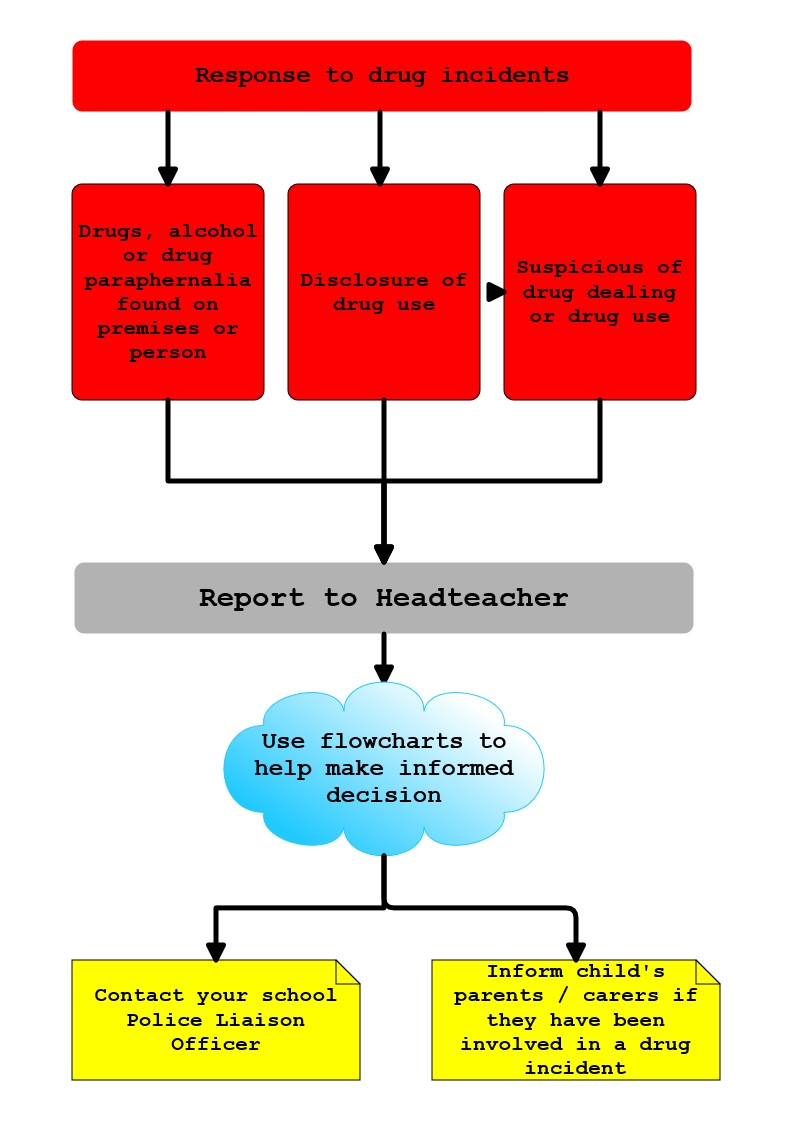 Response to drug incidents
Drugs, alcohol
or drug
paraphernalia
found on
premises or
person
Disclosure of
drug use
Suspicious of
drug dealing
or drug use
Report to Headteacher
Use flowcharts to
help make informed
decision
Contact your school
Police Liaison
Officer
Inform child's
parents / carers if
they have been
involved in a drug
incident